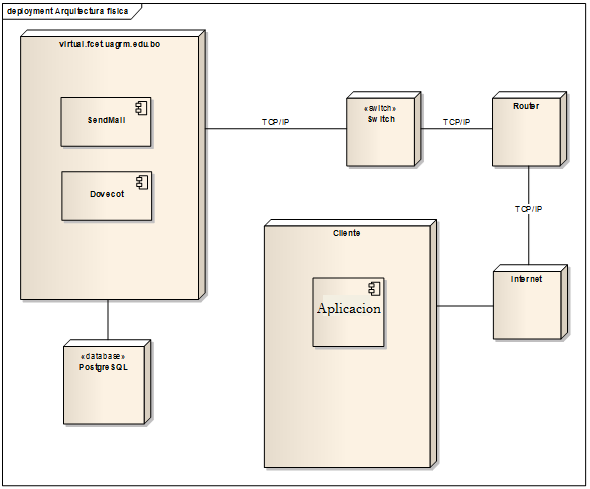 deployment Arquitectura física
virtual.fcet.uagrm.edu.bo
SendMail
Dovecot
TCP/IP
«switch»
Switch
TCP/IP
Router
TCP/IP
Internet
Cliente
Aplicacion
«database»
PostgreSQL